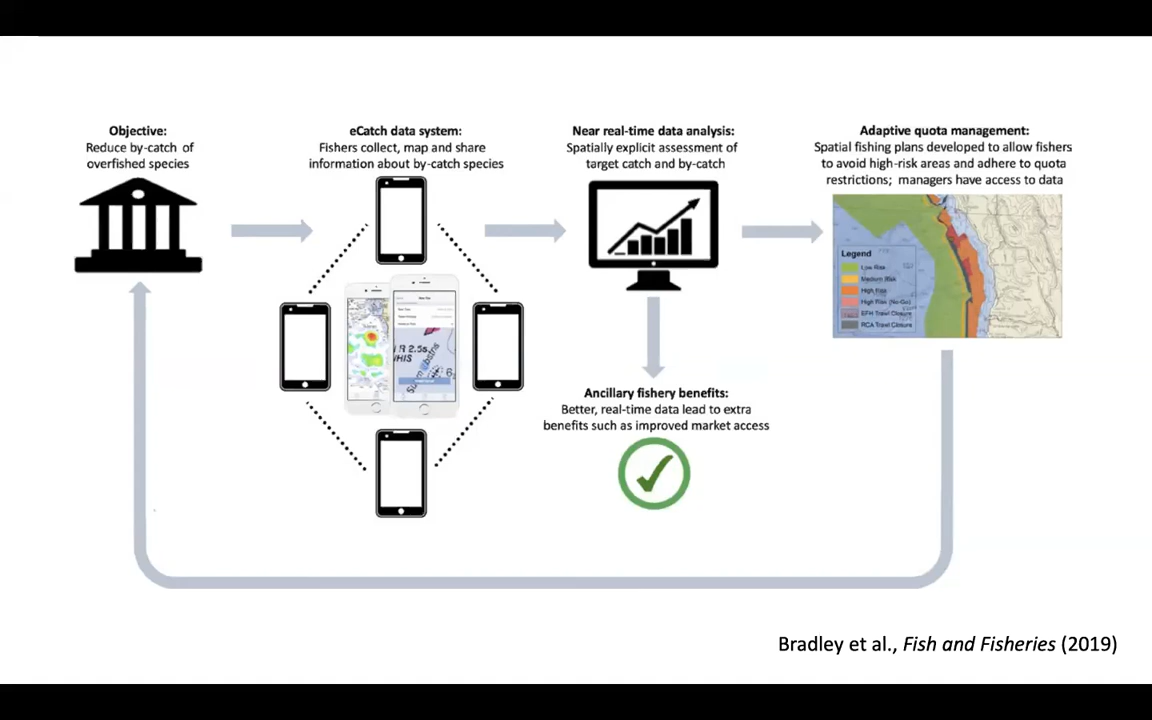 Objective:
Reduce by-catch of
overfished species
eCatch data system:
Fishers collect, map and share
information about by-catch species
Near real-time data analysis:
Spatially explicit assessment of
target catch and by-catch
Adaptive quota management:
Spatial fishing plans developed to allow fishers
to avoid high-risk areas and adhere to quota
restrictions; managers have access to data
Legend
Low Risk
Medium Risk
High Risk
High Risk (No-Go)
EFH Trawl Closure
RCA Trawl Closure
Ancillary fishery benefits:
Better, real-time data lead to extra
benefits such as improved market access
Bradley et al., Fish and Fisheries (2019)